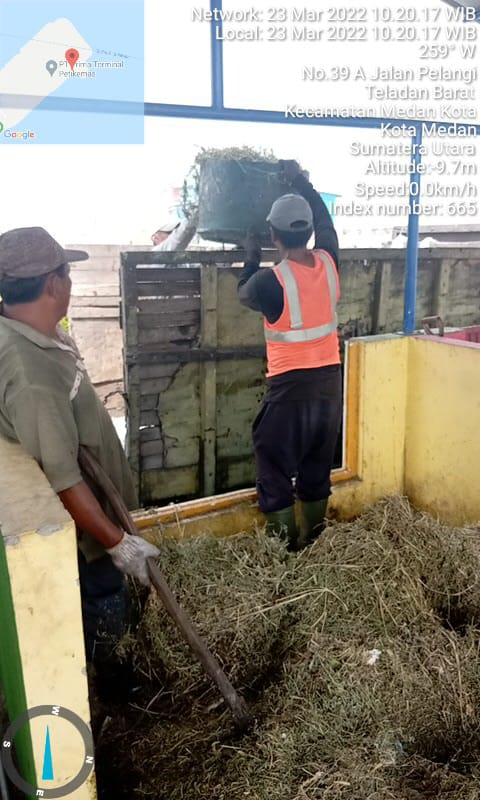 Network: 23 Mar 2022 10.20.17 WIB
Local: 23 Mar 2022 10.20.17 WIB
259° W
No.39 A Jalan Pelangi
Teladan Barat
Kecamatan Medan Kota
Kota Medan
Sumatera Utara
Altitude:-9.7m
Speed:0.0km/h
Index number: 665
PT Prima Terminal
Petikemas
Google
W
S
N
E